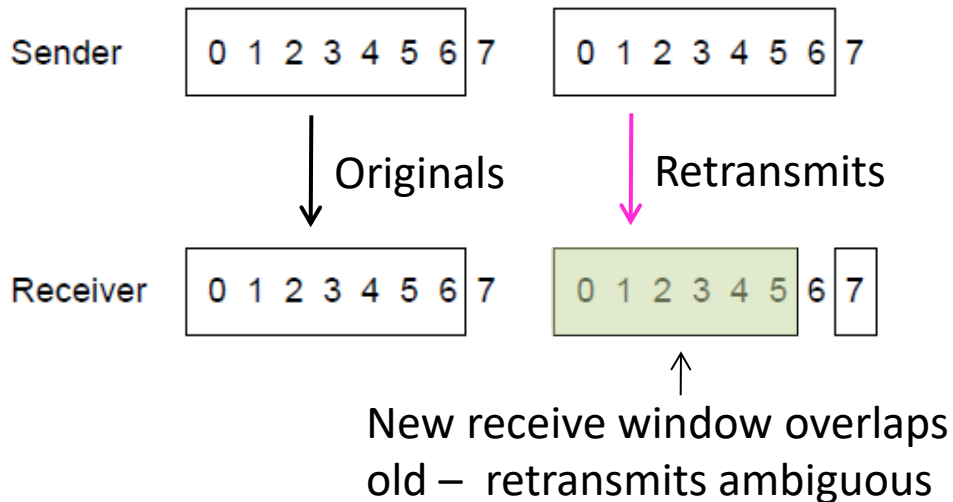 Sender 0 1 2 3 4 5 6 7 0 1 2 3 4 5 6 7
Originals Retransmits
Receiver 0 1 2 3 4 5 6 7 0 1 2 3 4 5 6 7
New receive window overlaps
old – retransmits ambiguous